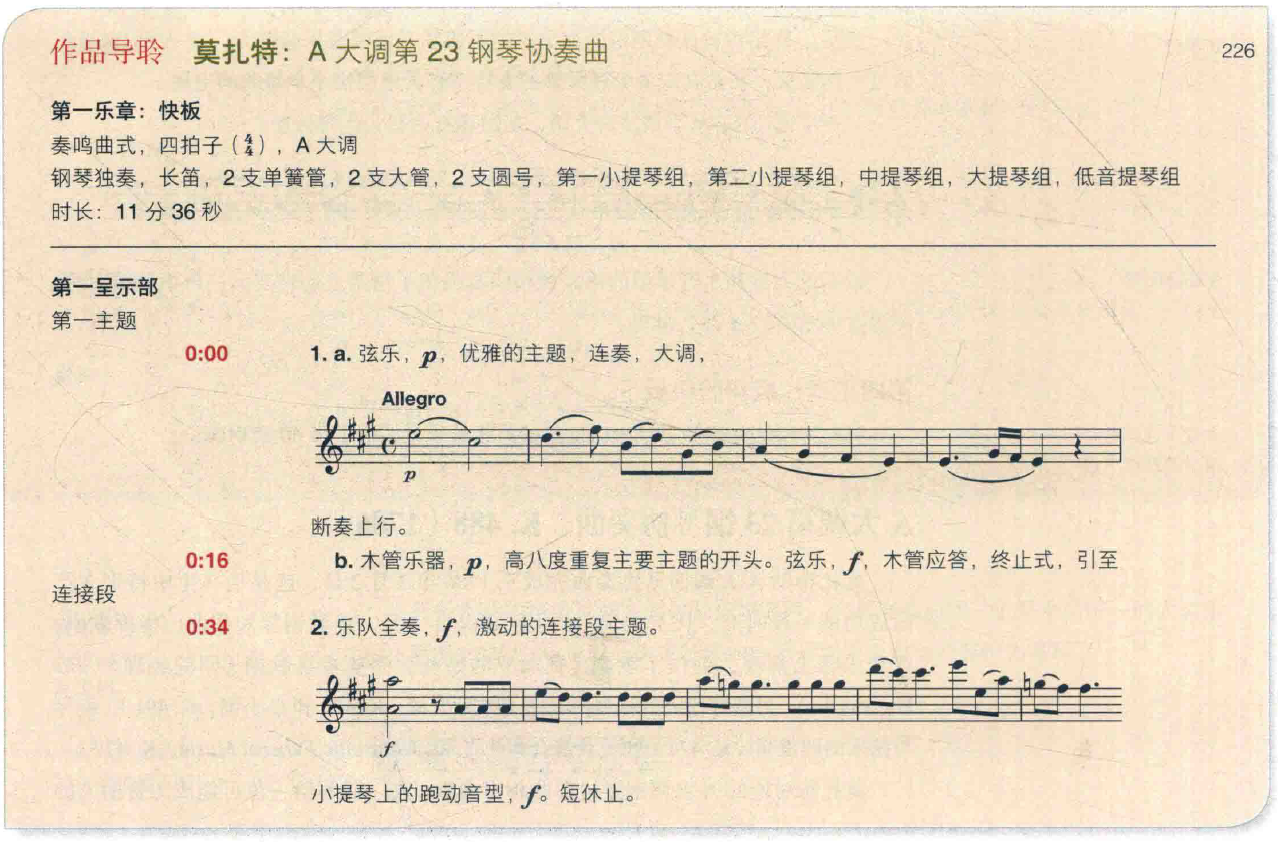 作品导聆 莫扎特：A 大调第 23 钢琴协奏曲
226
第一乐章：快板
奏鸣曲式，四拍子（4/4），A 大调
钢琴独奏，长笛，2 支单簧管，2 支大管，2 支圆号，第一小提琴组，第二小提琴组，中提琴组，大提琴组，低音提琴组
时长：11 分 36 秒
第一呈示部
第一主题
0:00 1. a. 弦乐，p，优雅的主题，连奏，大调，
Allegro
p
断奏上行。
0:16 b. 木管乐器，p，高八度重复主要主题的开头。弦乐，f，木管应答，终止式，引至
连接段
0:34 2. 乐队全奏，f，激动的连接段主题。
f
小提琴上的跑动音型，f。短休止。